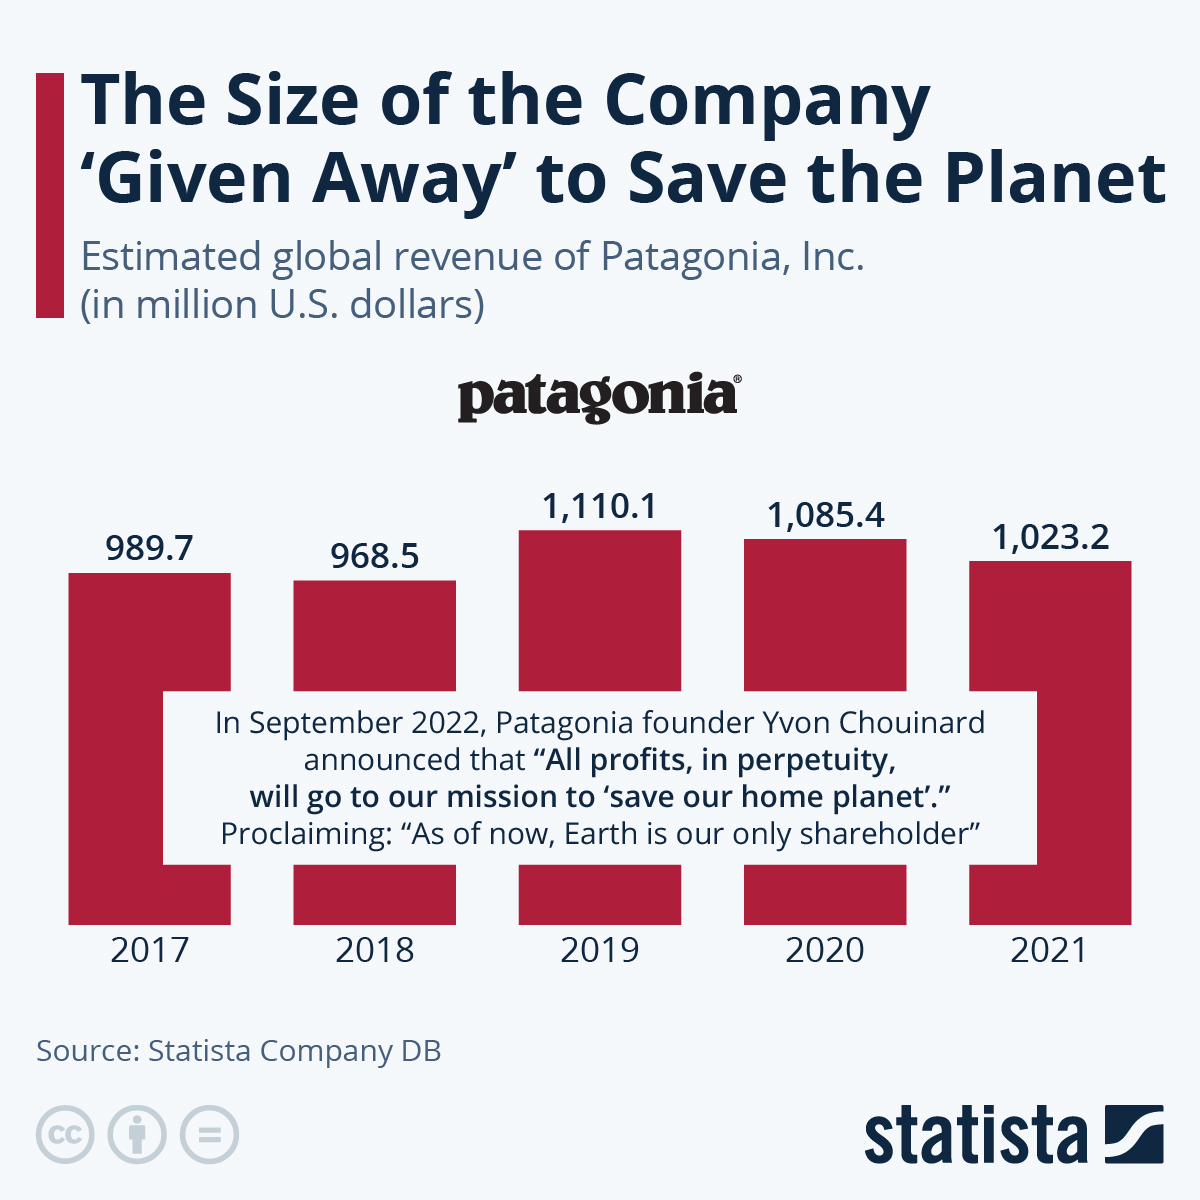 The Size of the Company
‘Given Away’ to Save the Planet
Estimated global revenue of Patagonia, Inc.
(in million U.S. dollars)
patagonia®
989.7
968.5
1,110.1
1,085.4
1,023.2
In September 2022, Patagonia founder Yvon Chouinard
announced that “All profits, in perpetuity,
will go to our mission to ‘save our home planet’.”
Proclaiming: “As of now, Earth is our only shareholder”
2017
2018
2019
2020
2021
Source: Statista Company DB
cc
statista